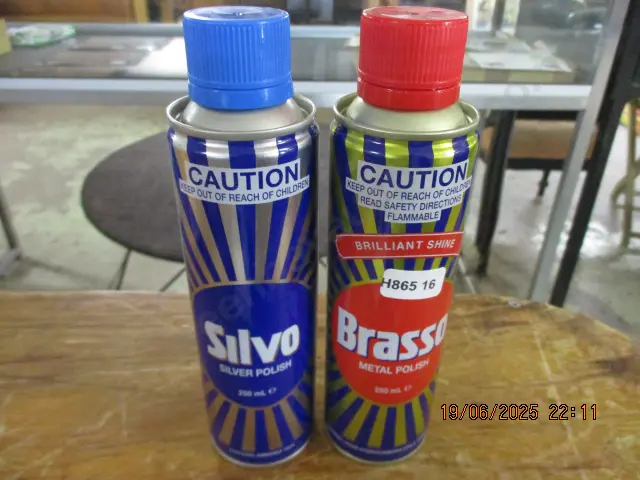 CAUTION
KEEP OUT OF REACH OF CHILDREN
Silvo
SILVER POLISH
250 mL ℮
CAUTION
KEEP OUT OF REACH OF CHILDREN
READ SAFETY DIRECTIONS
FLAMMABLE
BRILLIANT SHINE
H865 16
Brasso
METAL POLISH
250 mL ℮
19/06/2025 22:11